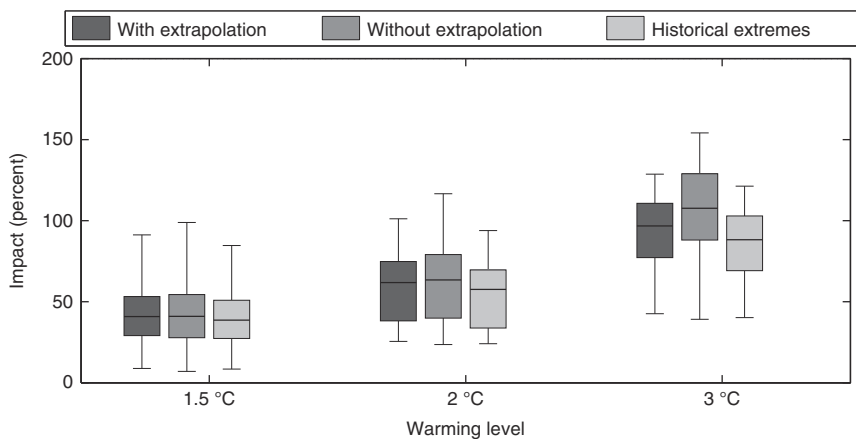 With extrapolation
Without extrapolation
Historical extremes
200
150
100
50
0
Impact (percent)
1.5 °C
2 °C
3 °C
Warming level